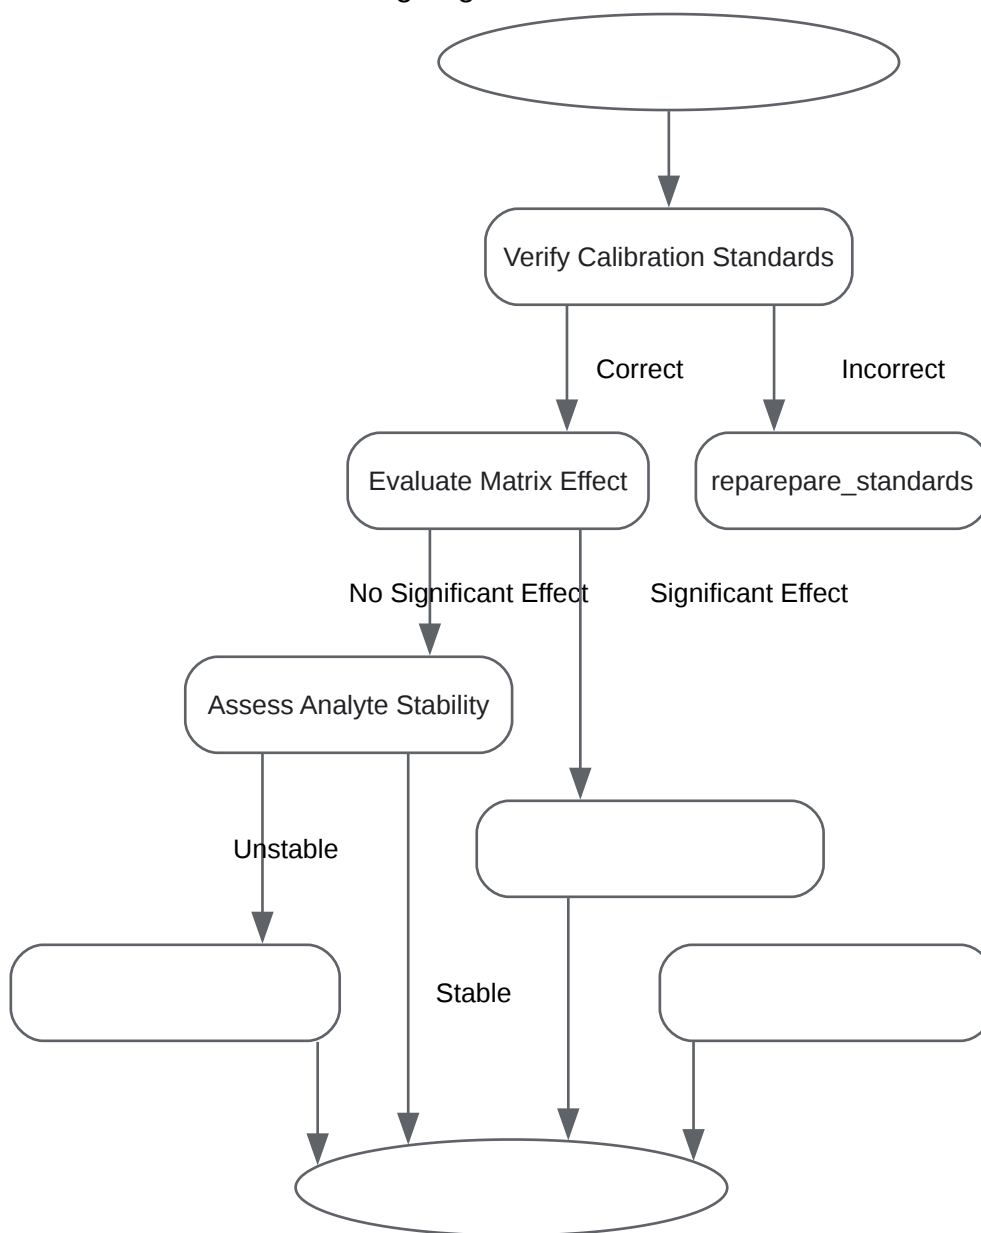 Verify Calibration Standards
Correct
Incorrect
Evaluate Matrix Effect
reparepare_standards
No Significant Effect
Significant Effect
Assess Analyte Stability
Unstable
Stable